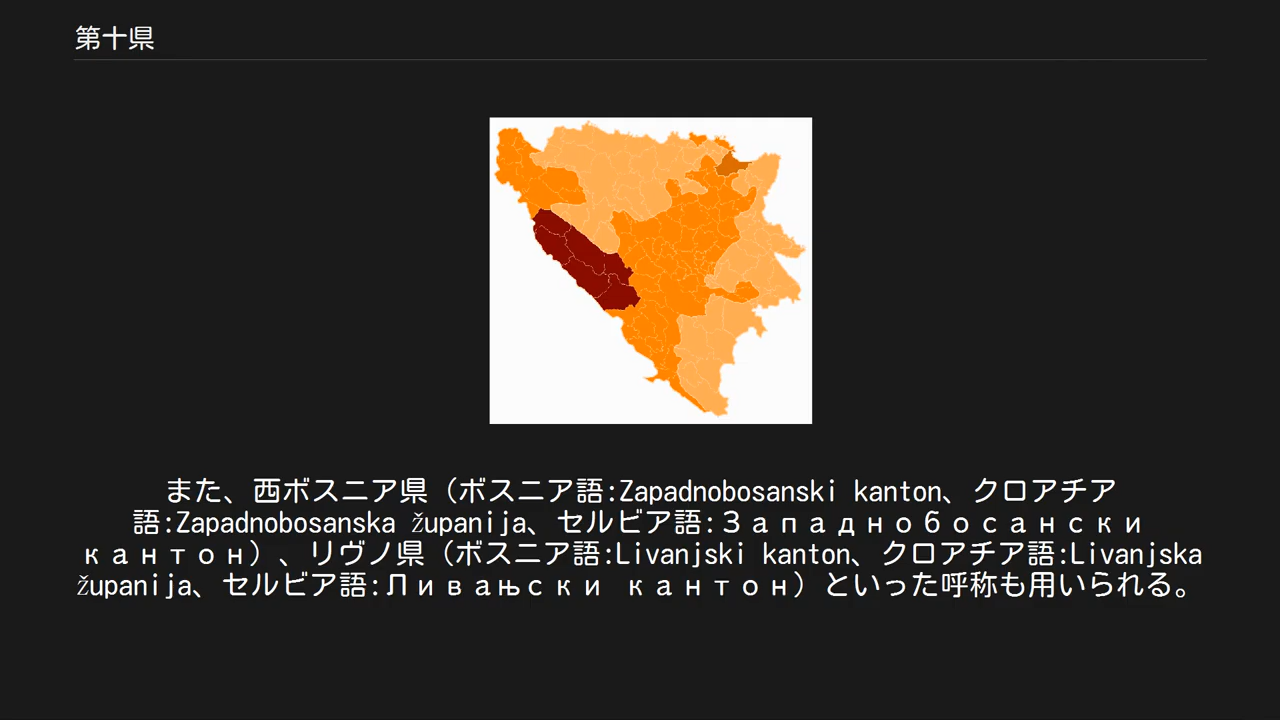 第十県
また、西ボスニア県（ボスニア語:Zapadnobosanski kanton、クロアチア
語:Zapadnobosanska županija、セルビア語:Западнобосански
кантон）、リヴノ県（ボスニア語:Livanjski kanton、クロアチア語:Livanjska
županija、セルビア語:Ливањски кантон）といった呼称も用いられる。